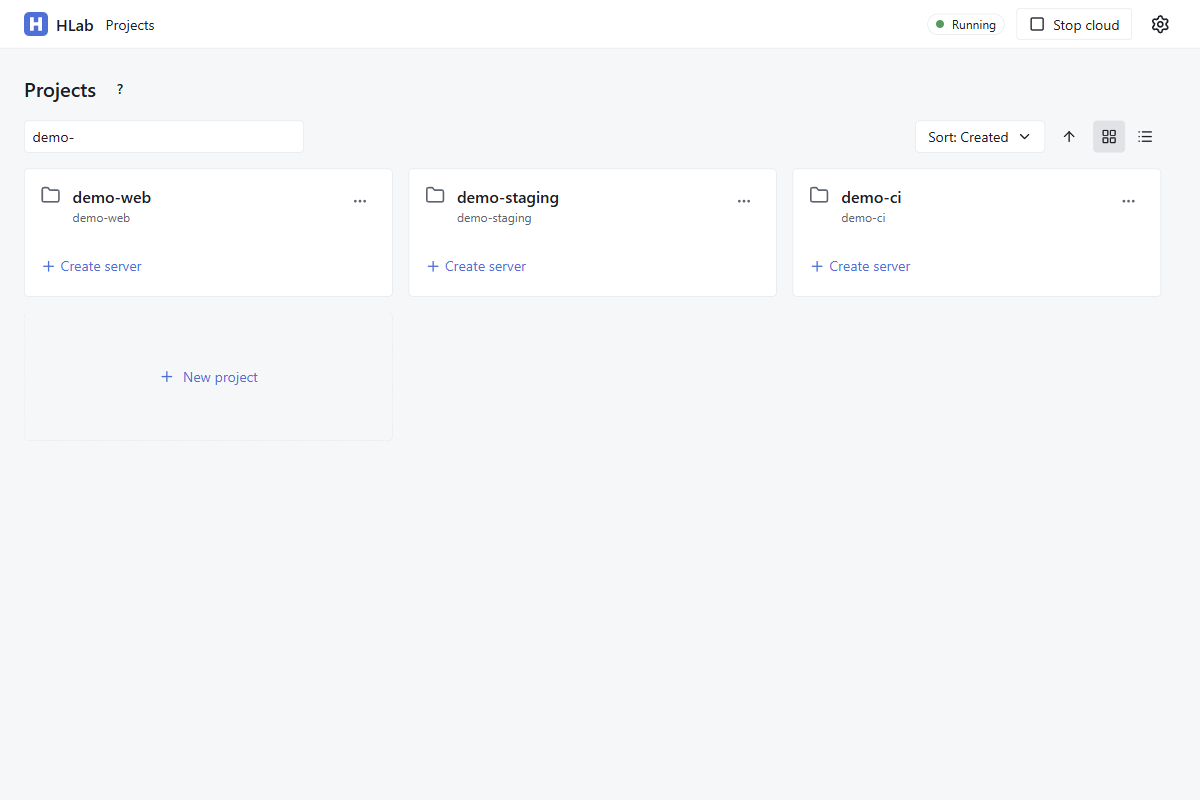 H HLab Projects Running Stop cloud
Projects ?
demo- Sort: Created
demo-web demo-staging demo-ci
demo-web demo-staging demo-ci
+ Create server + Create server + Create server
+ New project